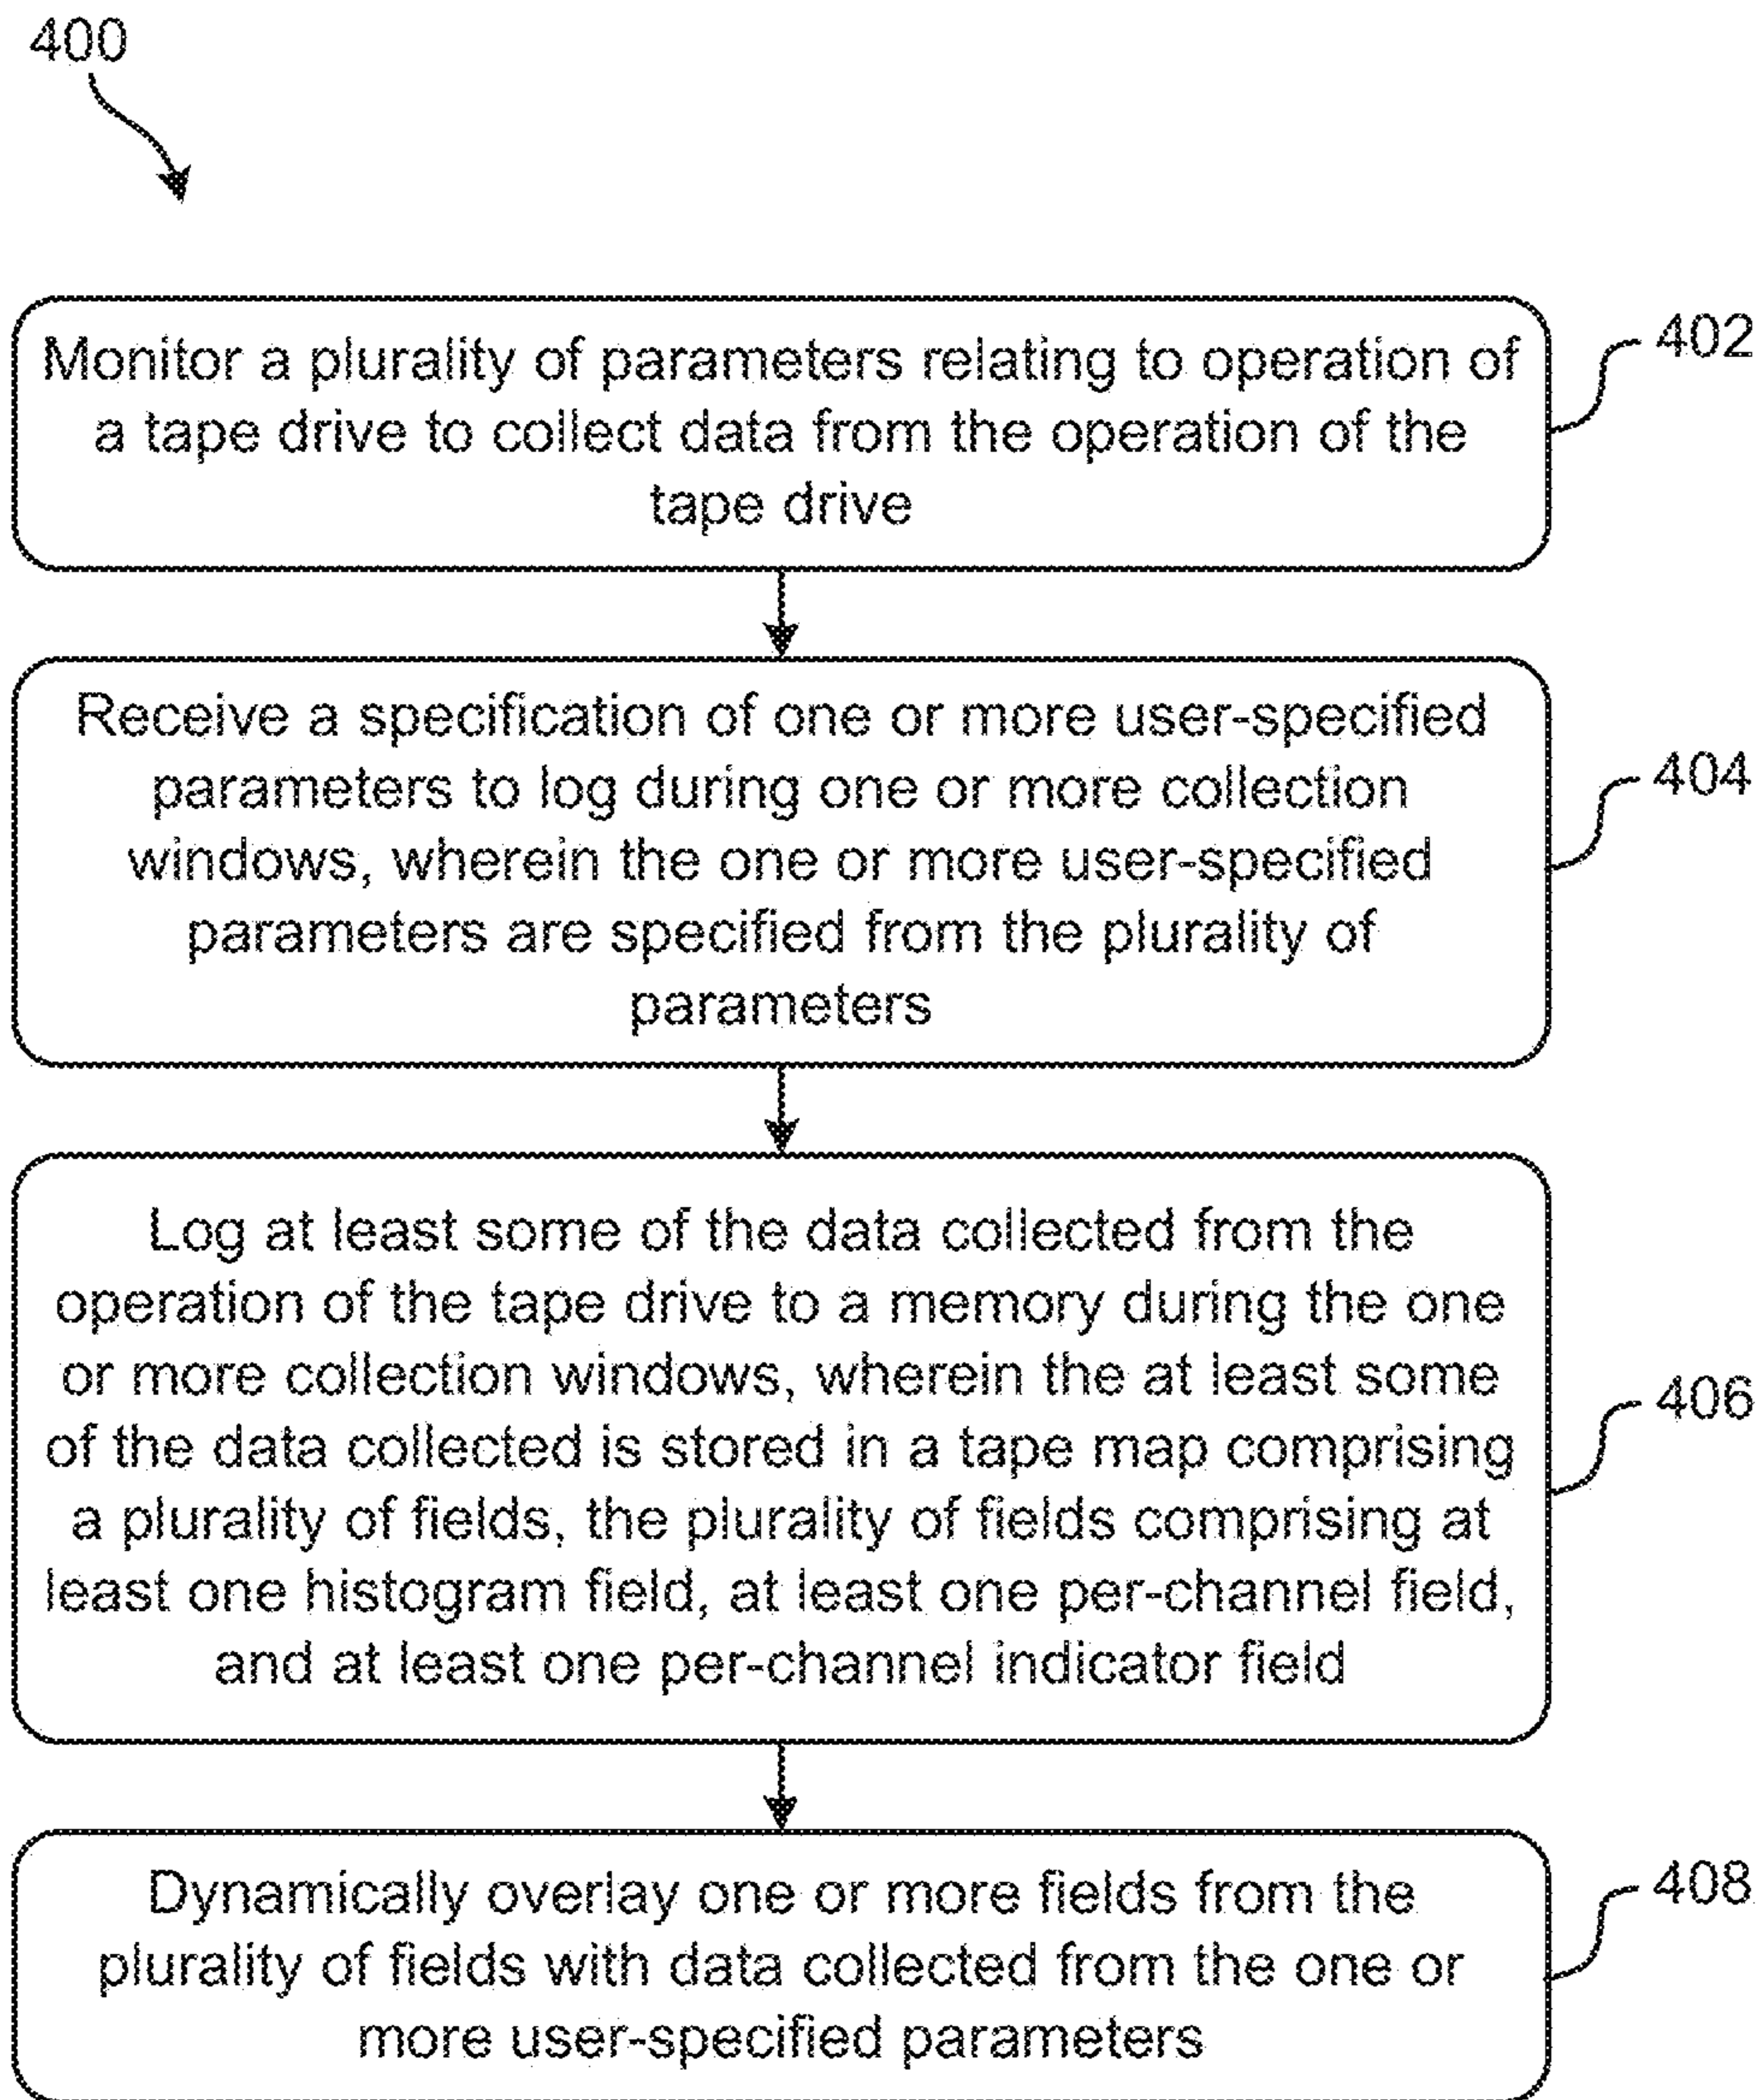 400
Monitor a plurality of parameters relating to operation of
a tape drive to collect data from the operation of the
tape drive
402
Receive a specification of one or more user-specified
parameters to log during one or more collection
windows, wherein the one or more user-specified
parameters are specified from the plurality of
parameters
404
Log at least some of the data collected from the
operation of the tape drive to a memory during the one
or more collection windows, wherein the at least some
of the data collected is stored in a tape map comprising
a plurality of fields, the plurality of fields comprising at
least one histogram field, at least one per-channel field,
and at least one per-channel indicator field
406
Dynamically overlay one or more fields from the
plurality of fields with data collected from the one or
more user-specified parameters
408